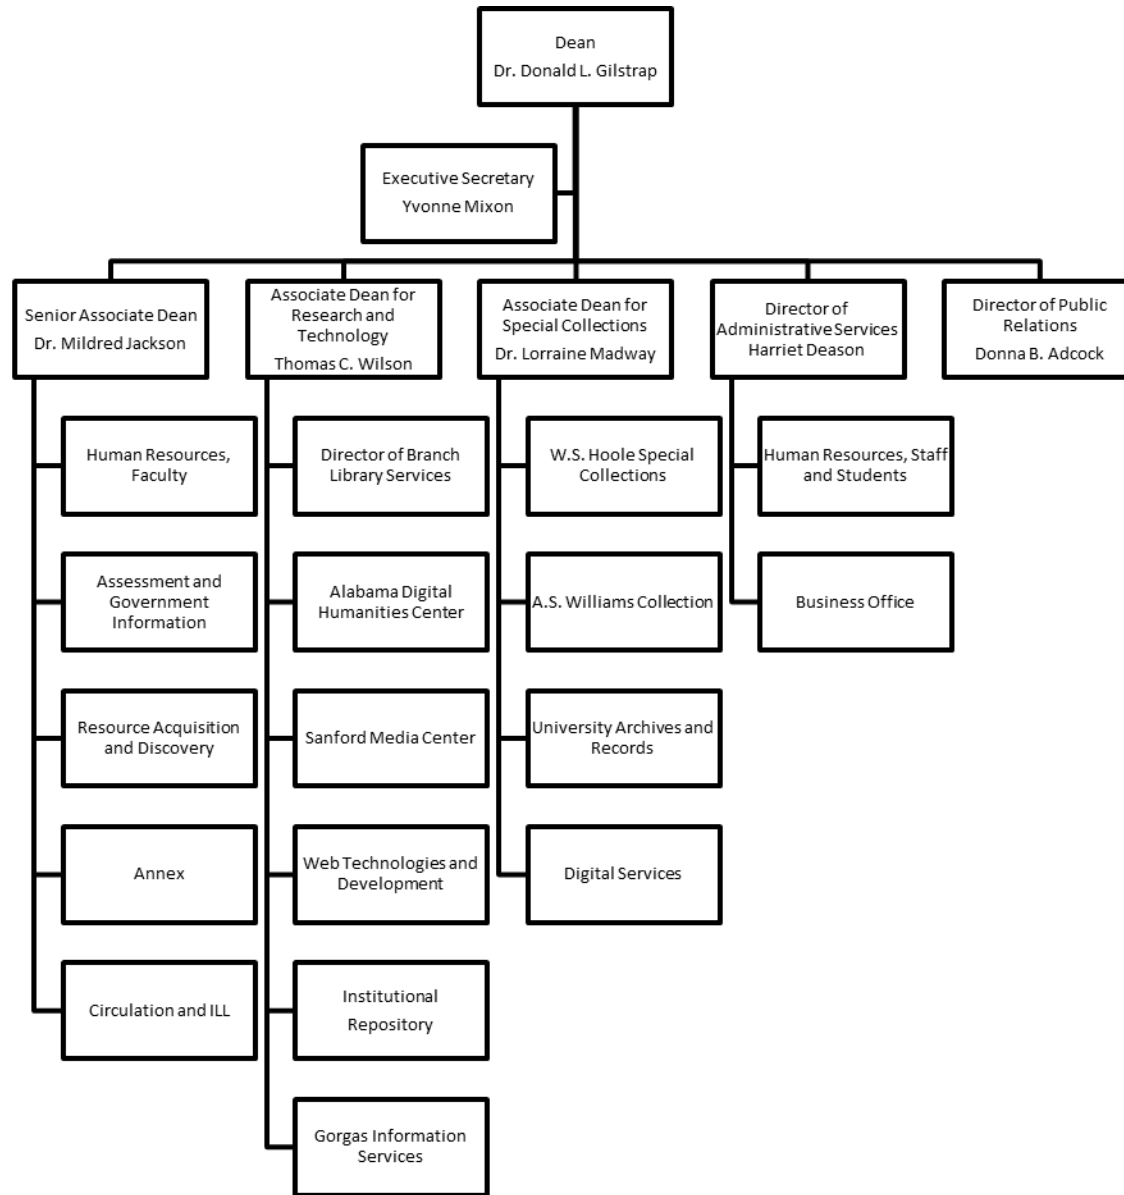 Dean
Dr. Donald L. Gilstrap
Executive Secretary
Yvonne Mixon
Senior Associate Dean
Dr. Mildred Jackson
Associate Dean for
Research and
Technology
Thomas C. Wilson
Associate Dean for
Special Collections
Dr. Lorraine Madway
Director of
Administrative Services
Harriet Deason
Director of Public
Relations
Donna B. Adcock
Human Resources,
Faculty
Director of Branch
Library Services
W.S. Hoole Special
Collections
Human Resources, Staff
and Students
Assessment and
Government
Information
Alabama Digital
Humanities Center
A.S. Williams Collection
Business Office
Resource Acquisition
and Discovery
Sanford Media Center
University Archives and
Records
Annex
Web Technologies and
Development
Digital Services
Circulation and ILL
Institutional
Repository
Gorgas Information
Services